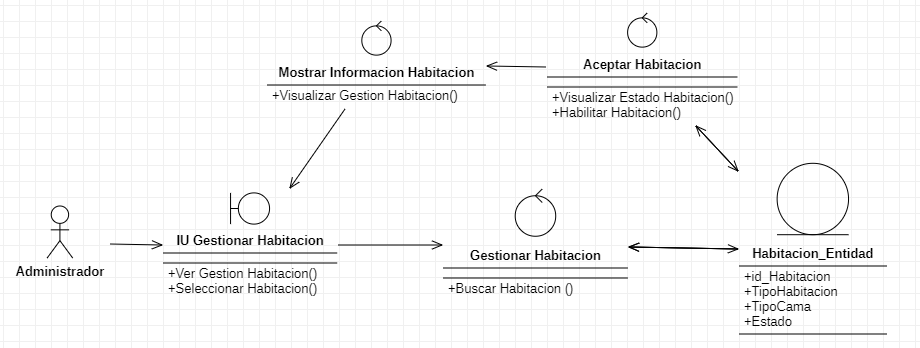 Mostrar Informacion Habitacion
+Visualizar Gestion Habitacion()
Aceptar Habitacion
+Visualizar Estado Habitacion()
+Habilitar Habitacion()
Administrador
IU Gestionar Habitacion
+Ver Gestion Habitacion()
+Seleccionar Habitacion()
Gestionar Habitacion
+Buscar Habitacion ()
Habitacion_Entidad
+id_Habitacion
+TipoHabitacion
+TipoCama
+Estado